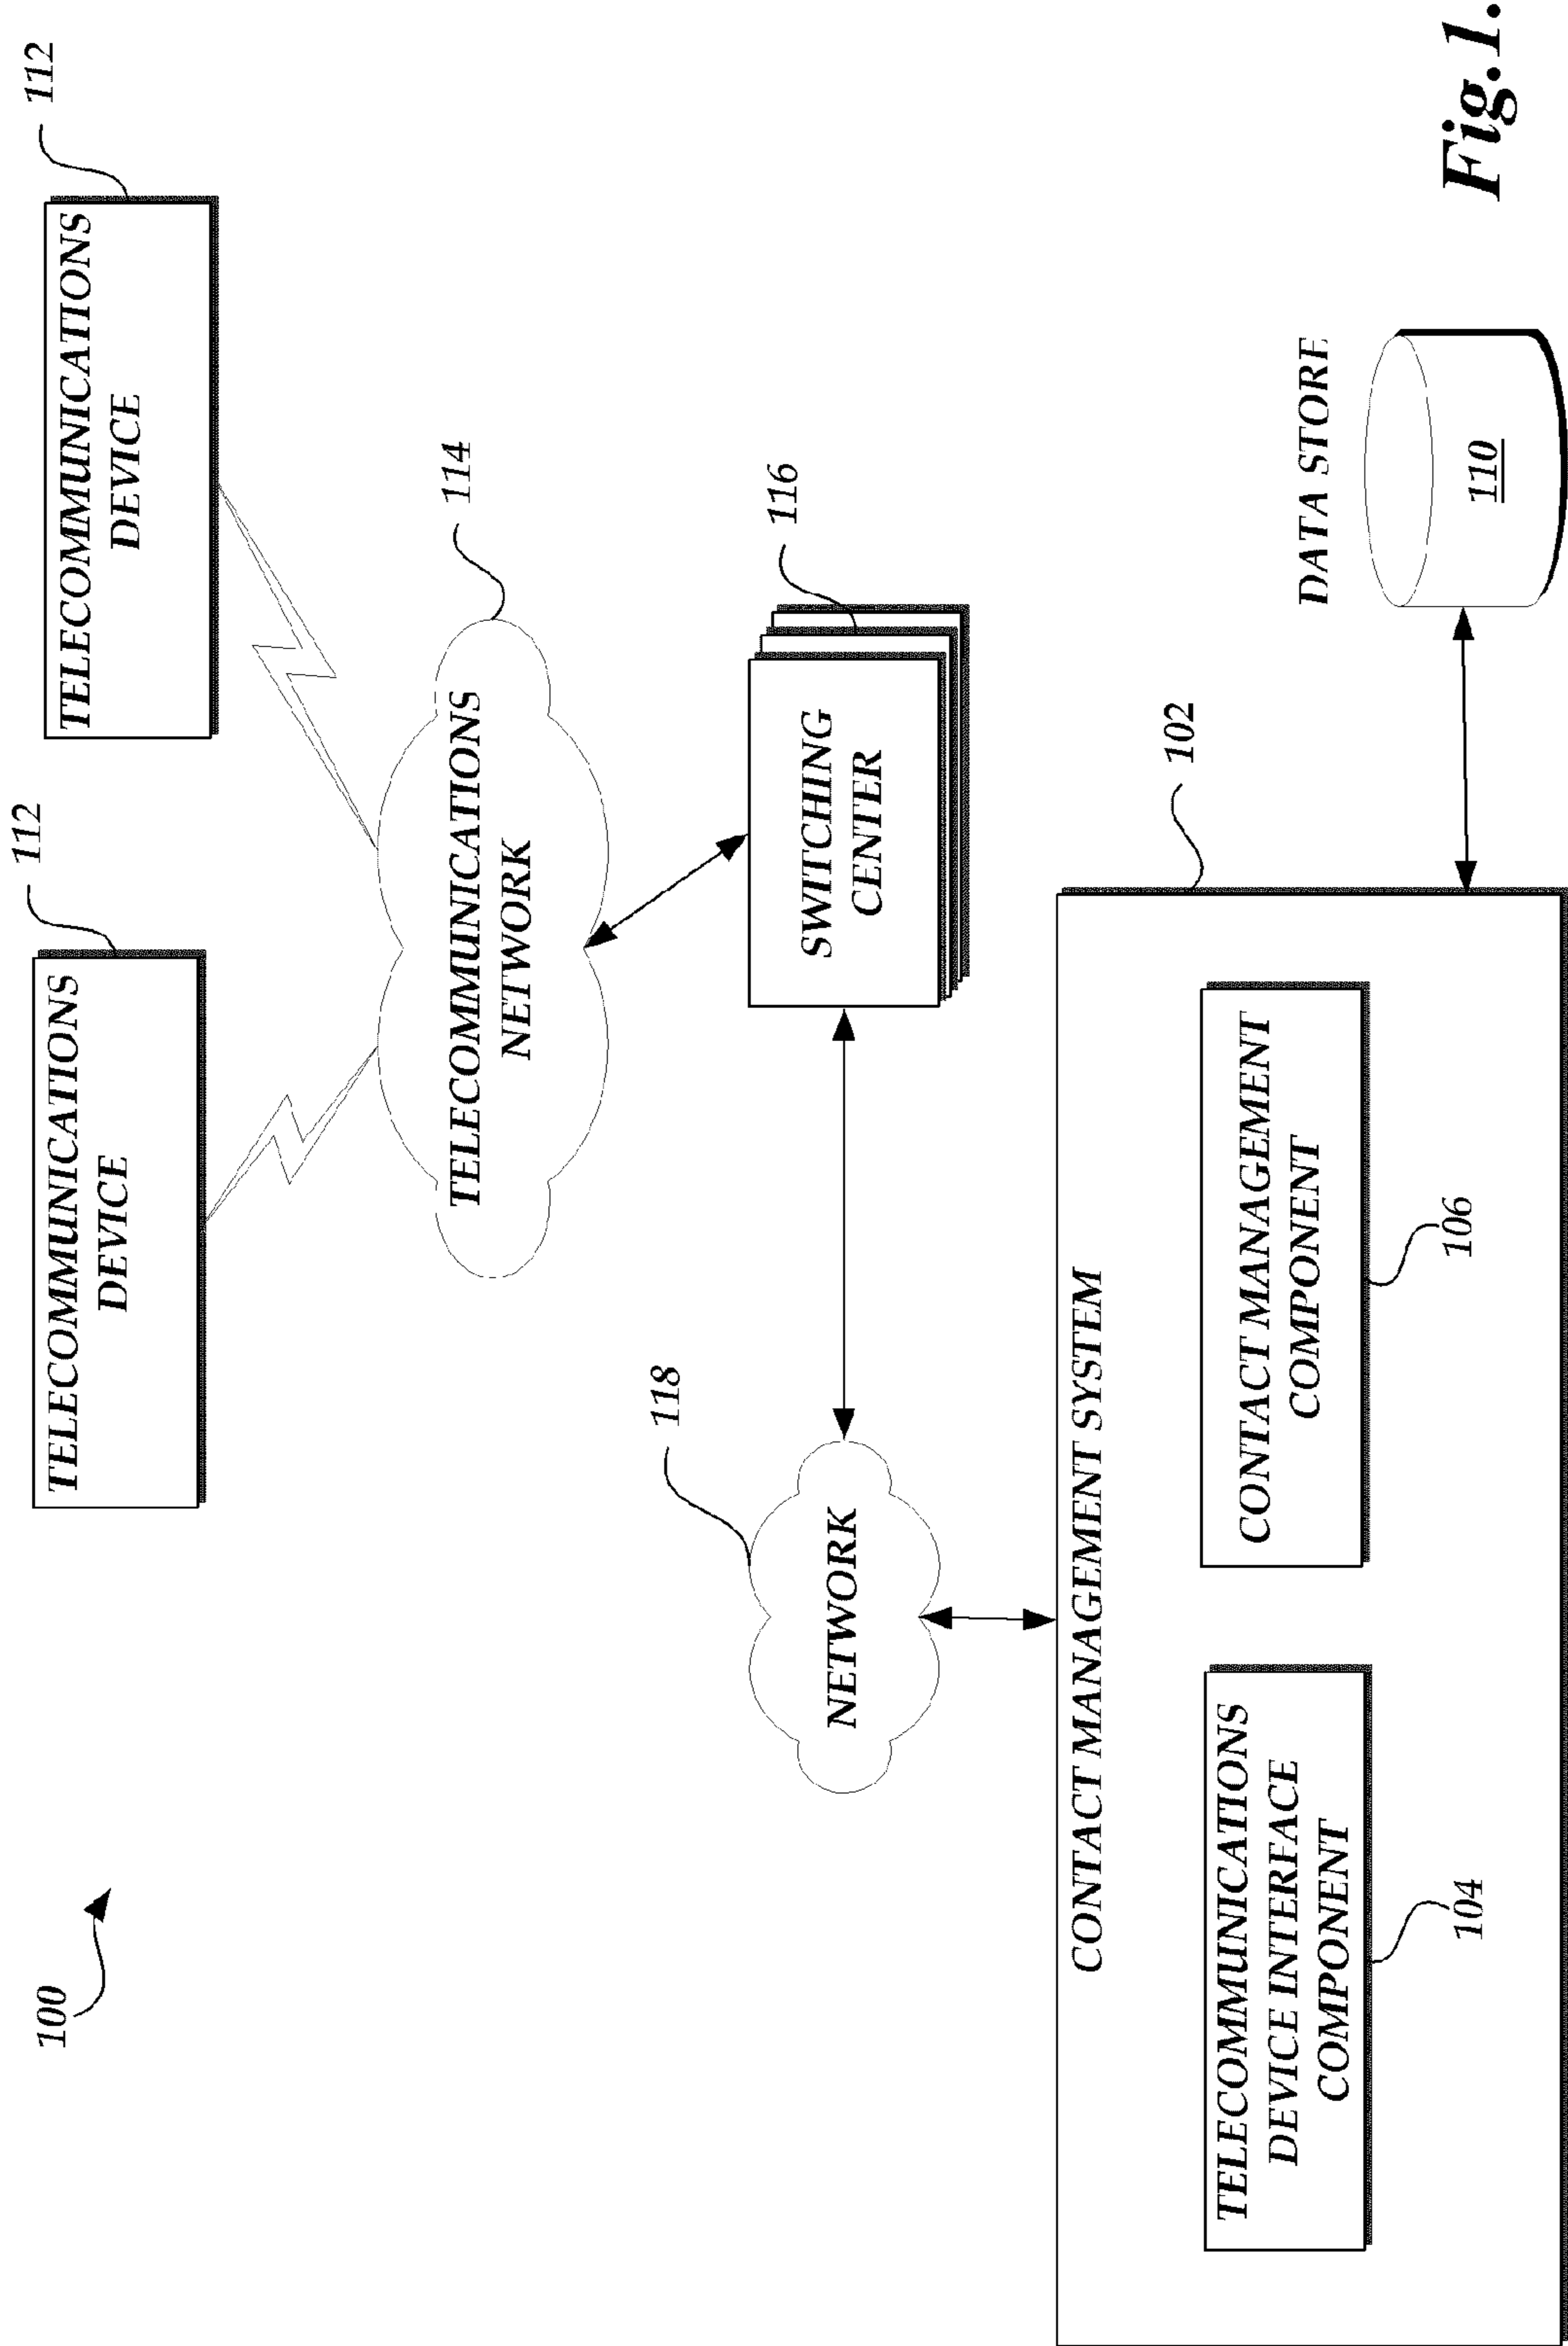 100
112
112
TELECOMMUNICATIONS
DEVICE
TELECOMMUNICATIONS
DEVICE
114
TELECOMMUNICATIONS
NETWORK
118
116
NETWORK
SWITCHING
CENTER
102
CONTACT MANAGEMENT SYSTEM
TELECOMMUNICATIONS
DEVICE INTERFACE
COMPONENT
104
CONTACT MANAGEMENT
COMPONENT
106
DATA STORE
110
Fig.1.